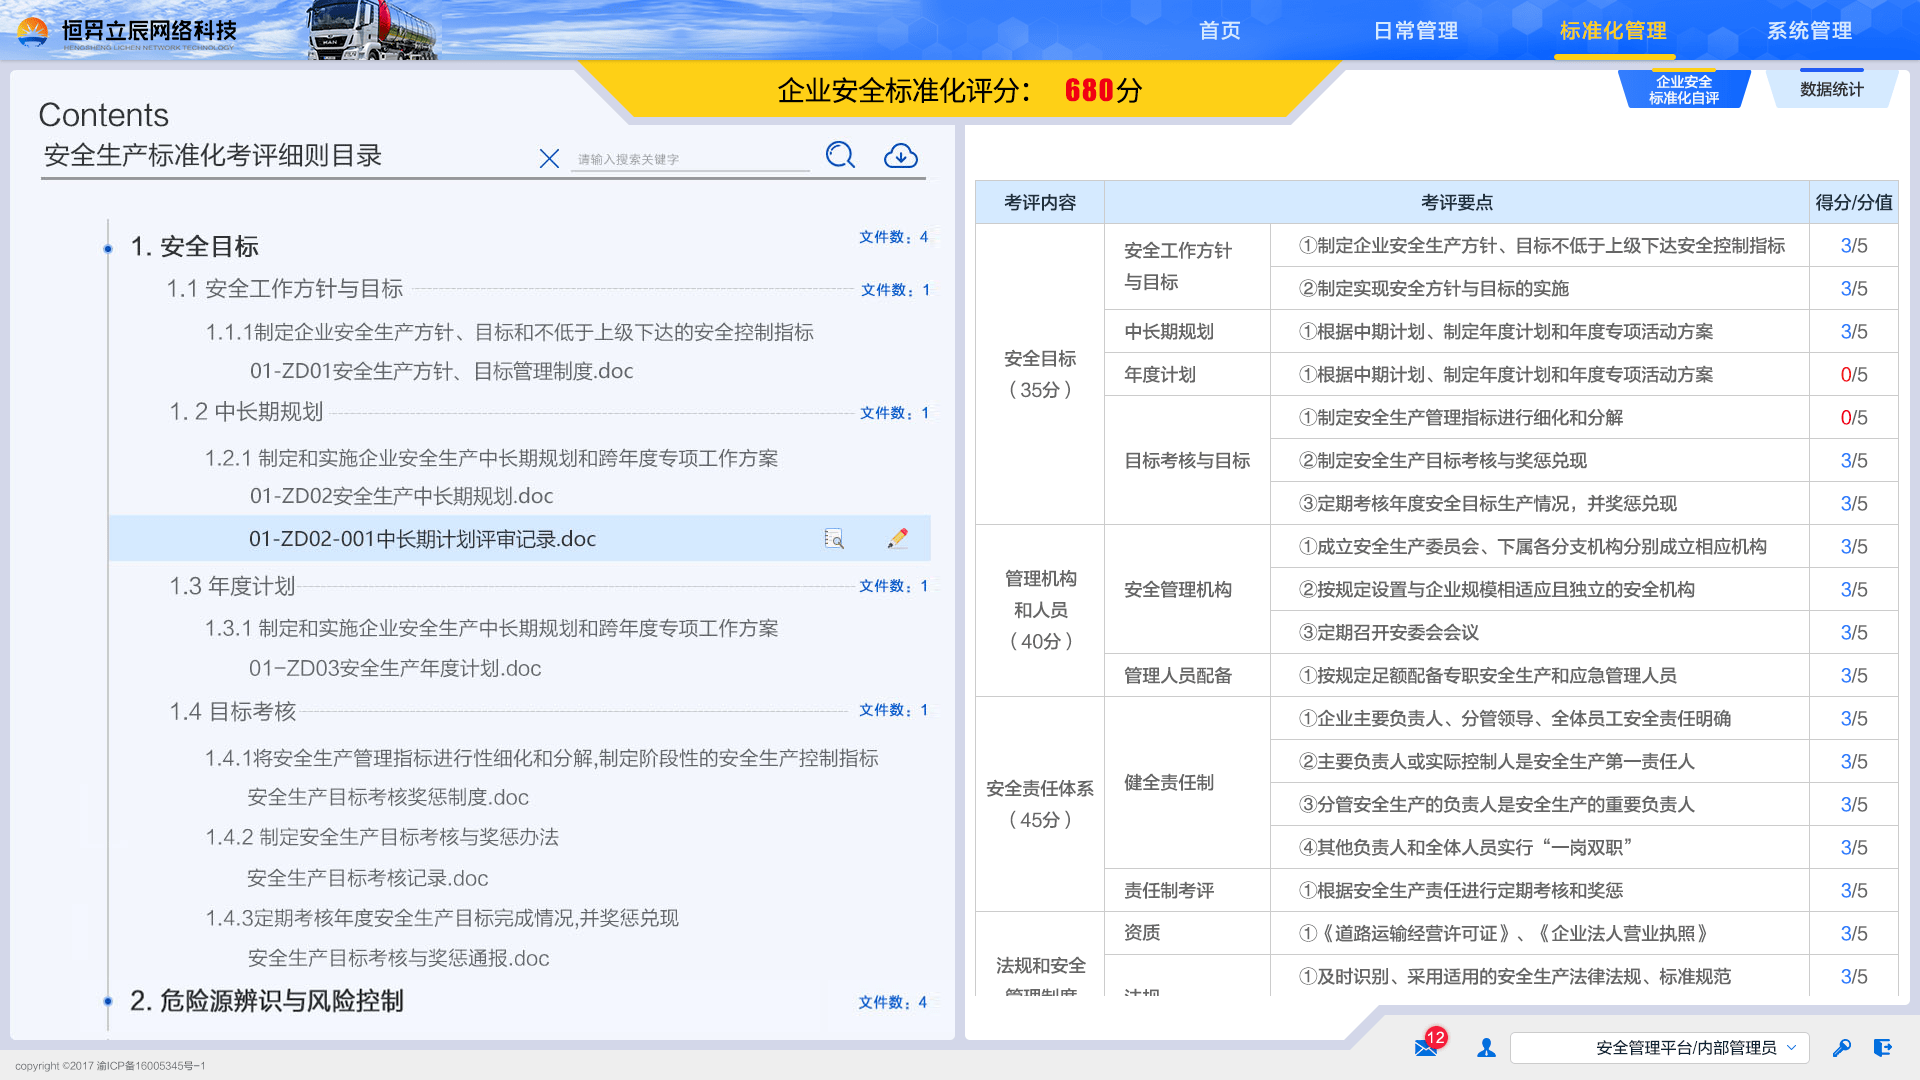 恒昇立辰网络科技
HENGSHENG LICHEN NETWORK TECHNOLOGY
MAN
首页
日常管理
标准化管理
系统管理
企业安全标准化评分： 680分
企业安全
标准化自评
数据统计
Contents
安全生产标准化考评细则目录
请输入搜索关键字
1. 安全目标
文件数：4
1.1 安全工作方针与目标
文件数：1
1.1.1制定企业安全生产方针、目标和不低于上级下达的安全控制指标
01-ZD01安全生产方针、目标管理制度.doc
1. 2 中长期规划
文件数：1
1.2.1 制定和实施企业安全生产中长期规划和跨年度专项工作方案
01-ZD02安全生产中长期规划.doc
01-ZD02-001中长期计划评审记录.doc
1.3 年度计划
文件数：1
1.3.1 制定和实施企业安全生产中长期规划和跨年度专项工作方案
01-ZD03安全生产年度计划.doc
1.4 目标考核
文件数：1
1.4.1将安全生产管理指标进行性细化和分解,制定阶段性的安全生产控制指标
安全生产目标考核奖惩制度.doc
1.4.2 制定安全生产目标考核与奖惩办法
安全生产目标考核记录.doc
1.4.3定期考核年度安全生产目标完成情况,并奖惩兑现
安全生产目标考核与奖惩通报.doc
2. 危险源辨识与风险控制
文件数：4
考评内容
考评要点
得分/分值
安全目标
（35分）
安全工作方针
与目标
①制定企业安全生产方针、目标不低于上级下达安全控制指标
3/5
②制定实现安全方针与目标的实施
3/5
中长期规划
①根据中期计划、制定年度计划和年度专项活动方案
3/5
年度计划
①根据中期计划、制定年度计划和年度专项活动方案
0/5
目标考核与目标
①制定安全生产管理指标进行细化和分解
0/5
②制定安全生产目标考核与奖惩兑现
3/5
③定期考核年度安全目标生产情况，并奖惩兑现
3/5
管理机构
和人员
（40分）
安全管理机构
①成立安全生产委员会、下属各分支机构分别成立相应机构
3/5
②按规定设置与企业规模相适应且独立的安全机构
3/5
③定期召开安委会会议
3/5
管理人员配备
①按规定足额配备专职安全生产和应急管理人员
3/5
安全责任体系
（45分）
健全责任制
①企业主要负责人、分管领导、全体员工安全责任明确
3/5
②主要负责人或实际控制人是安全生产第一责任人
3/5
③分管安全生产的负责人是安全生产的重要负责人
3/5
④其他负责人和全体人员实行“一岗双职”
3/5
责任制考评
①根据安全生产责任进行定期考核和奖惩
3/5
法规和安全
管理制度
资质
①《道路运输经营许可证》、《企业法人营业执照》
3/5
法规
①及时识别、采用适用的安全生产法律法规、标准规范
3/5
12
安全管理平台/内部管理员
copyright ©2017 渝ICP备16005345号-1